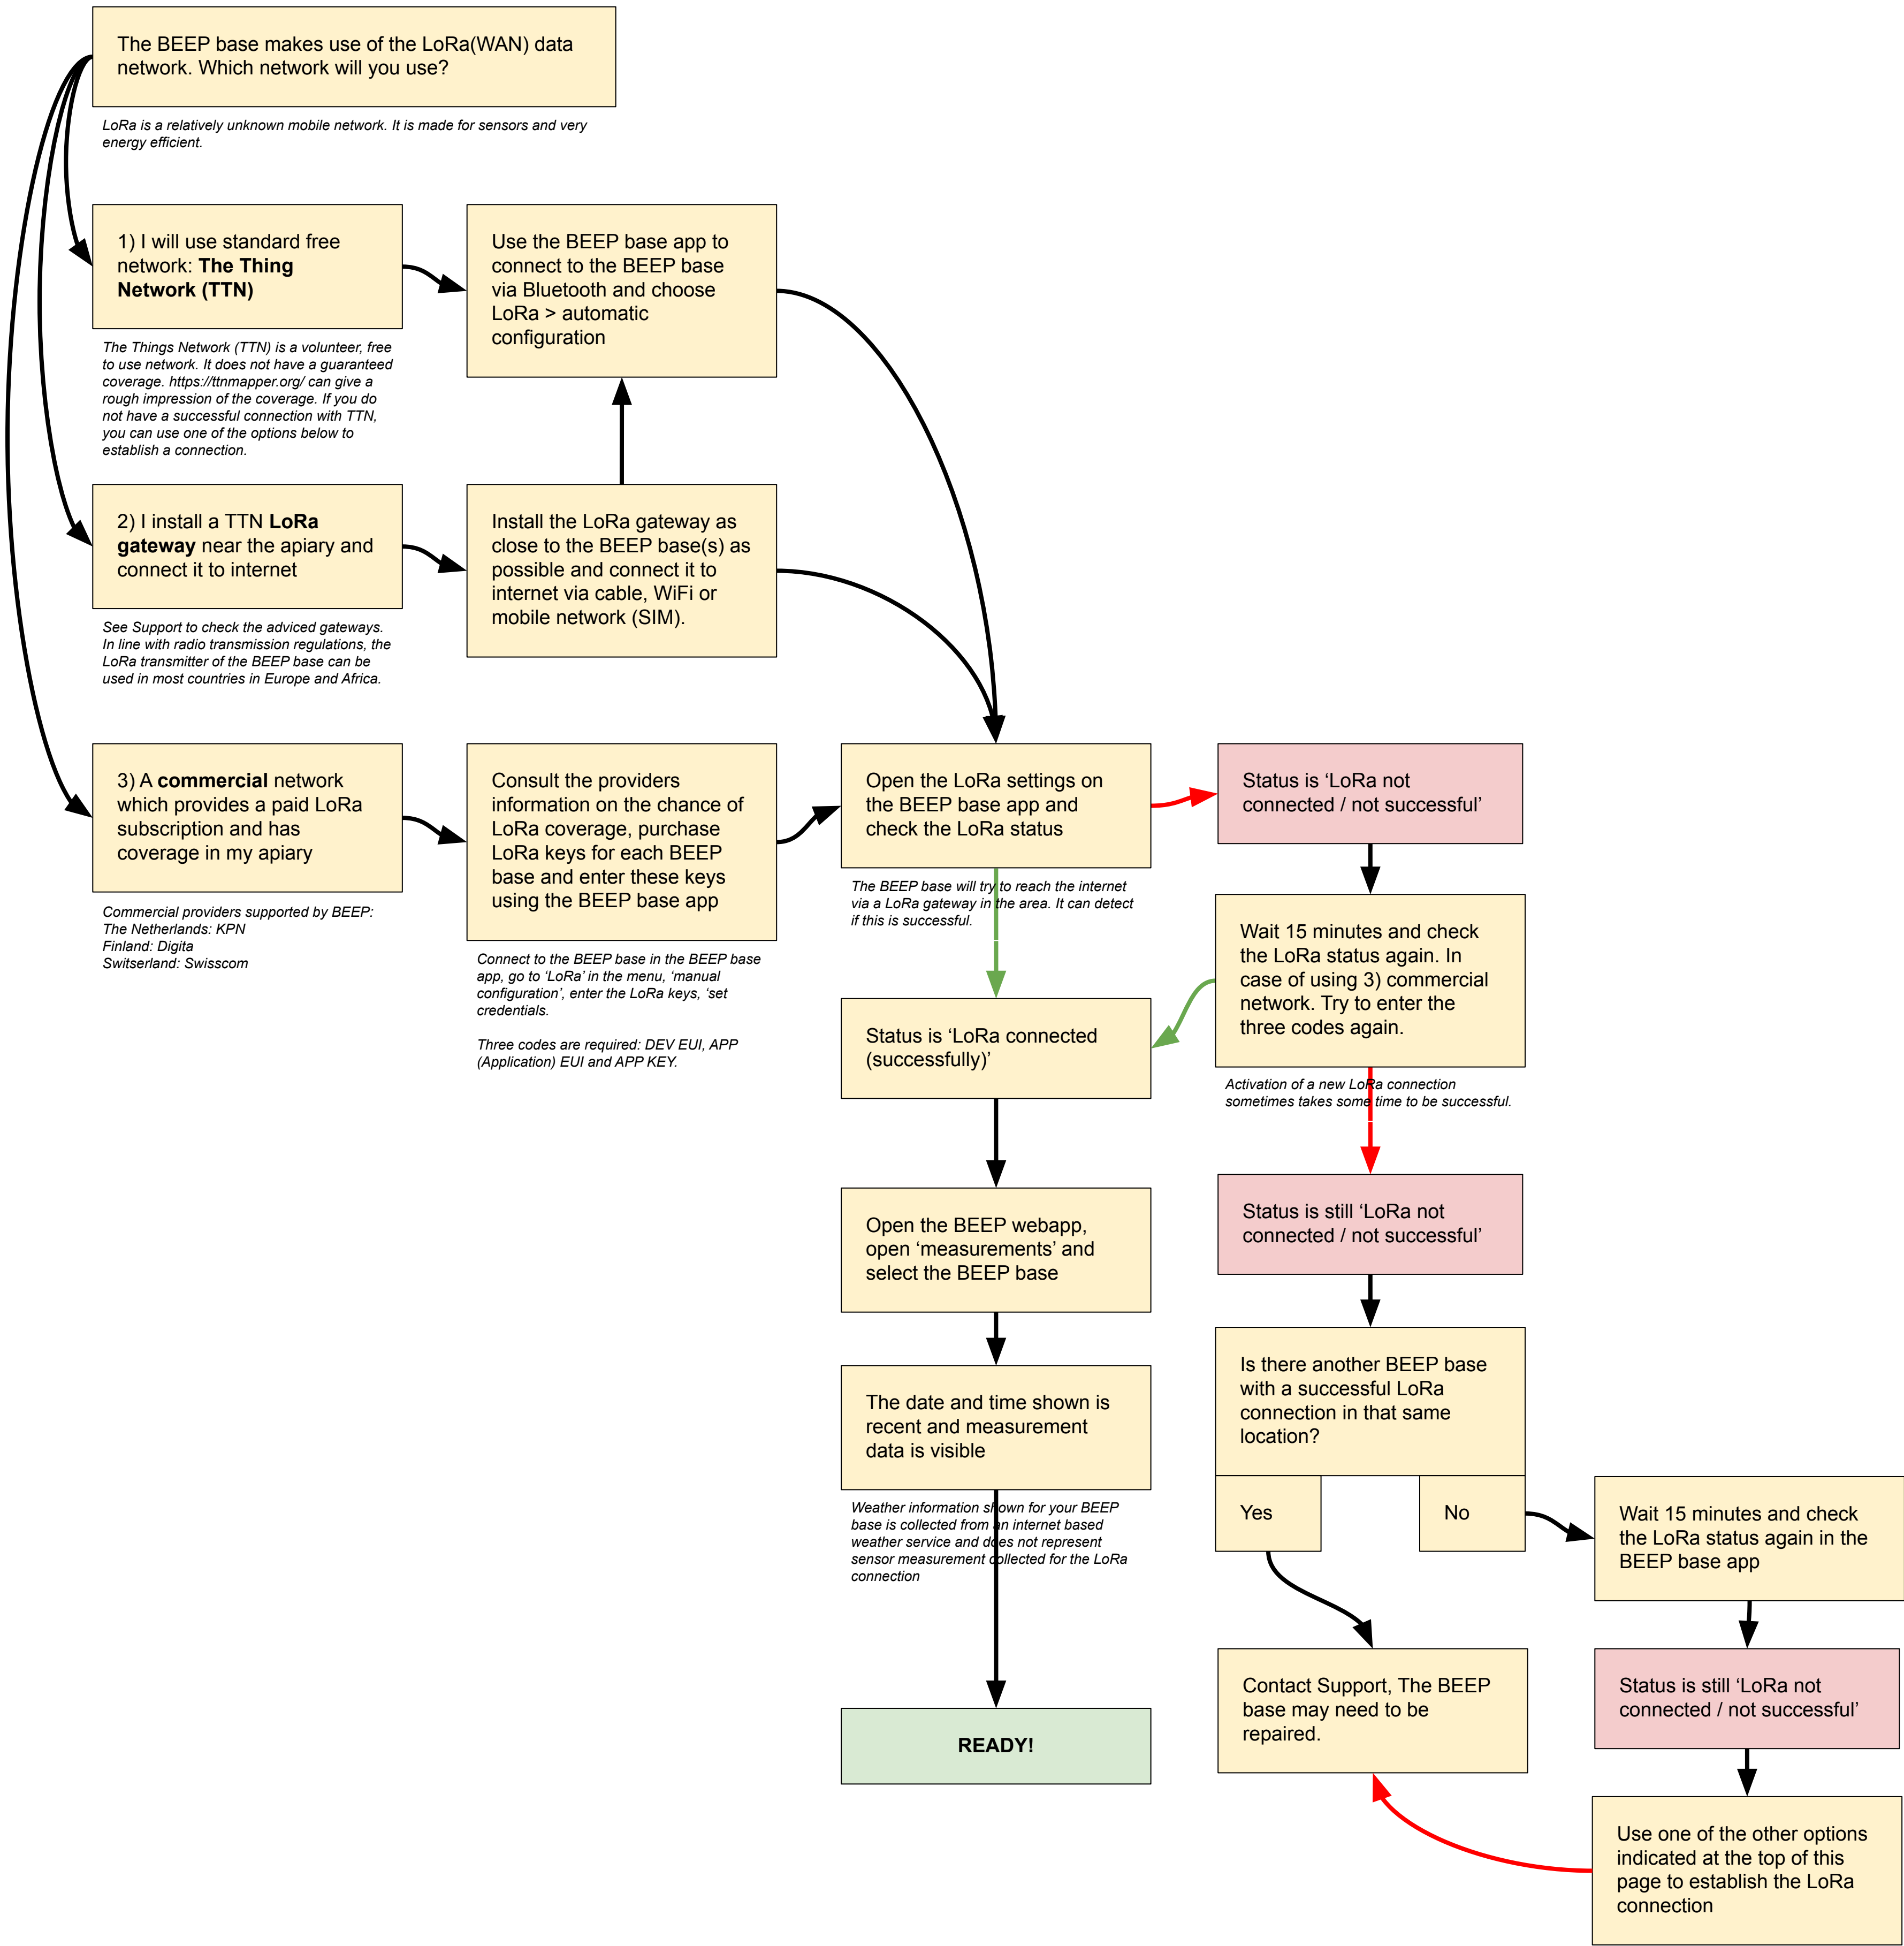 The BEEP base makes use of the LoRa(WAN) data
network. Which network will you use?
LoRa is a relatively unknown mobile network. It is made for sensors and very
energy efficient.
1) I will use standard free
network: The Thing
Network (TTN)
The Things Network (TTN) is a volunteer, free
to use network. It does not have a guaranteed
coverage. https://ttnmapper.org/ can give a
rough impression of the coverage. If you do
not have a successful connection with TTN,
you can use one of the options below to
establish a connection.
Use the BEEP base app to
connect to the BEEP base
via Bluetooth and choose
LoRa > automatic
configuration
2) I install a TTN LoRa
gateway near the apiary and
connect it to internet
See Support to check the adviced gateways.
In line with radio transmission regulations, the
LoRa transmitter of the BEEP base can be
used in most countries in Europe and Africa.
Install the LoRa gateway as
close to the BEEP base(s) as
possible and connect it to
internet via cable, WiFi or
mobile network (SIM).
3) A commercial network
which provides a paid LoRa
subscription and has
coverage in my apiary
Commercial providers supported by BEEP:
The Netherlands: KPN
Finland: Digita
Switserland: Swisscom
Consult the providers
information on the chance of
LoRa coverage, purchase
LoRa keys for each BEEP
base and enter these keys
using the BEEP base app
Connect to the BEEP base in the BEEP base
app, go to ‘LoRa’ in the menu, ‘manual
configuration’, enter the LoRa keys, ‘set
credentials.
Three codes are required: DEV EUI, APP
(Application) EUI and APP KEY.
Open the LoRa settings on
the BEEP base app and
check the LoRa status
The BEEP base will try to reach the internet
via a LoRa gateway in the area. It can detect
if this is successful.
Status is ‘LoRa connected
(successfully)’
Open the BEEP webapp,
open ‘measurements’ and
select the BEEP base
The date and time shown is
recent and measurement
data is visible
Weather information shown for your BEEP
base is collected from an internet based
weather service and does not represent
sensor measurement collected for the LoRa
connection
READY!
Status is ‘LoRa not
connected / not successful’
Wait 15 minutes and check
the LoRa status again. In
case of using 3) commercial
network. Try to enter the
three codes again.
Activation of a new LoRa connection
sometimes takes some time to be successful.
Status is still ‘LoRa not
connected / not successful’
Is there another BEEP base
with a successful LoRa
connection in that same
location?
Yes
No
Contact Support, The BEEP
base may need to be
repaired.
Wait 15 minutes and check
the LoRa status again in the
BEEP base app
Status is still ‘LoRa not
connected / not successful’
Use one of the other options
indicated at the top of this
page to establish the LoRa
connection